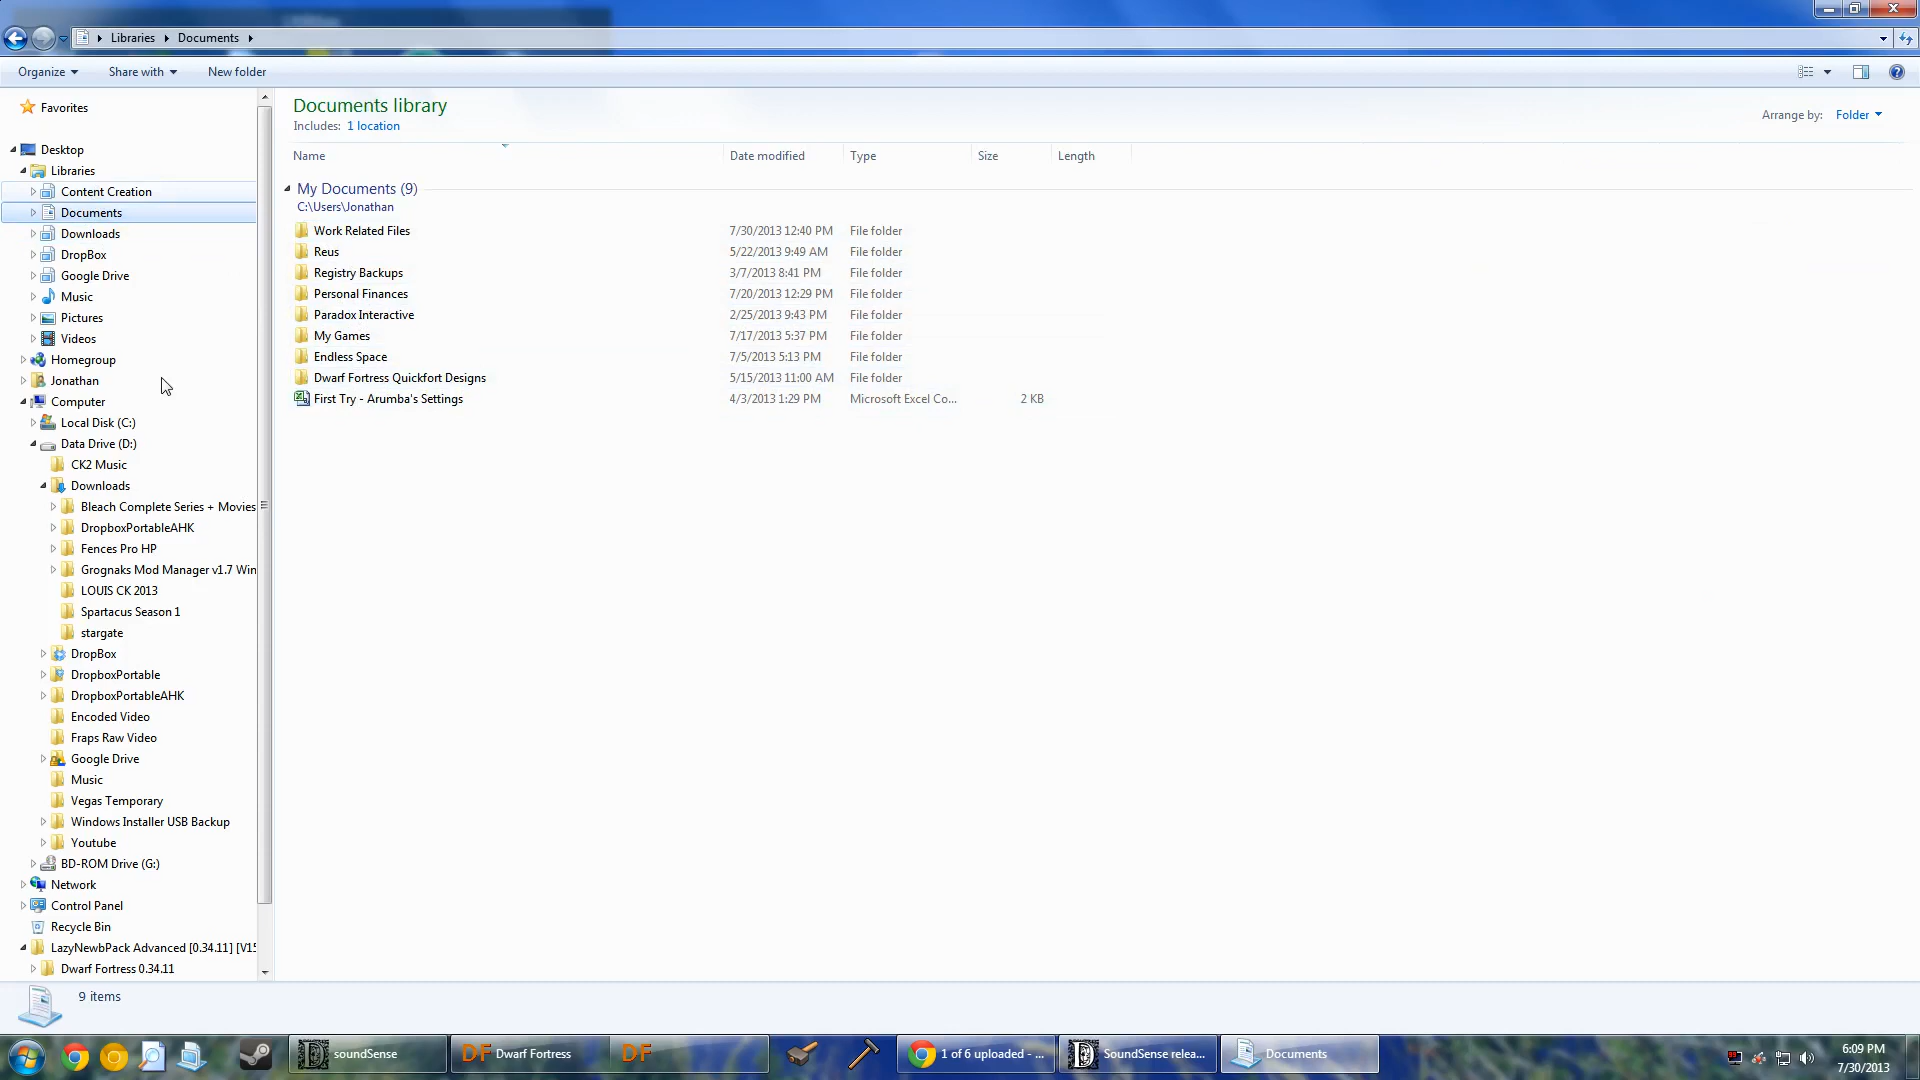 Libraries Documents
Organize Share with New folder
Favorites
Desktop
Libraries
Content Creation
Documents
Downloads
DropBox
Google Drive
Music
Pictures
Videos
Homegroup
Jonathan
Computer
Local Disk (C:)
Data Drive (D:)
CK2 Music
Downloads
Bleach Complete Series + Movies
DropboxPortableAHK
Fences Pro HP
Grognaks Mod Manager v1.7 Win
LOUIS CK 2013
Spartacus Season 1
stargate
DropBox
DropboxPortable
DropboxPortableAHK
Encoded Video
Fraps Raw Video
Google Drive
Music
Vegas Temporary
Windows Installer USB Backup
Youtube
BD-ROM Drive (G:)
Network
Control Panel
Recycle Bin
LazyNewbPack Advanced [0.34.11] [V15
Dwarf Fortress 0.34.11
Documents library
Includes: 1 location
Arrange by: Folder
Name Date modified Type Size Length
My Documents (9)
C:\Users\Jonathan
Work Related Files 7/30/2013 12:40 PM File folder
Reus 5/22/2013 9:49 AM File folder
Registry Backups 3/7/2013 8:41 PM File folder
Personal Finances 7/20/2013 12:29 PM File folder
Paradox Interactive 2/25/2013 9:43 PM File folder
My Games 7/17/2013 5:37 PM File folder
Endless Space 7/5/2013 5:13 PM File folder
Dwarf Fortress Quickfort Designs 5/15/2013 11:00 AM File folder
First Try - Arumba's Settings 4/3/2013 1:29 PM Microsoft Excel Co... 2 KB
9 items
soundSense DF Dwarf Fortress DF 1 of 6 uploaded - ... SoundSense relea... Documents
6:09 PM
7/30/2013